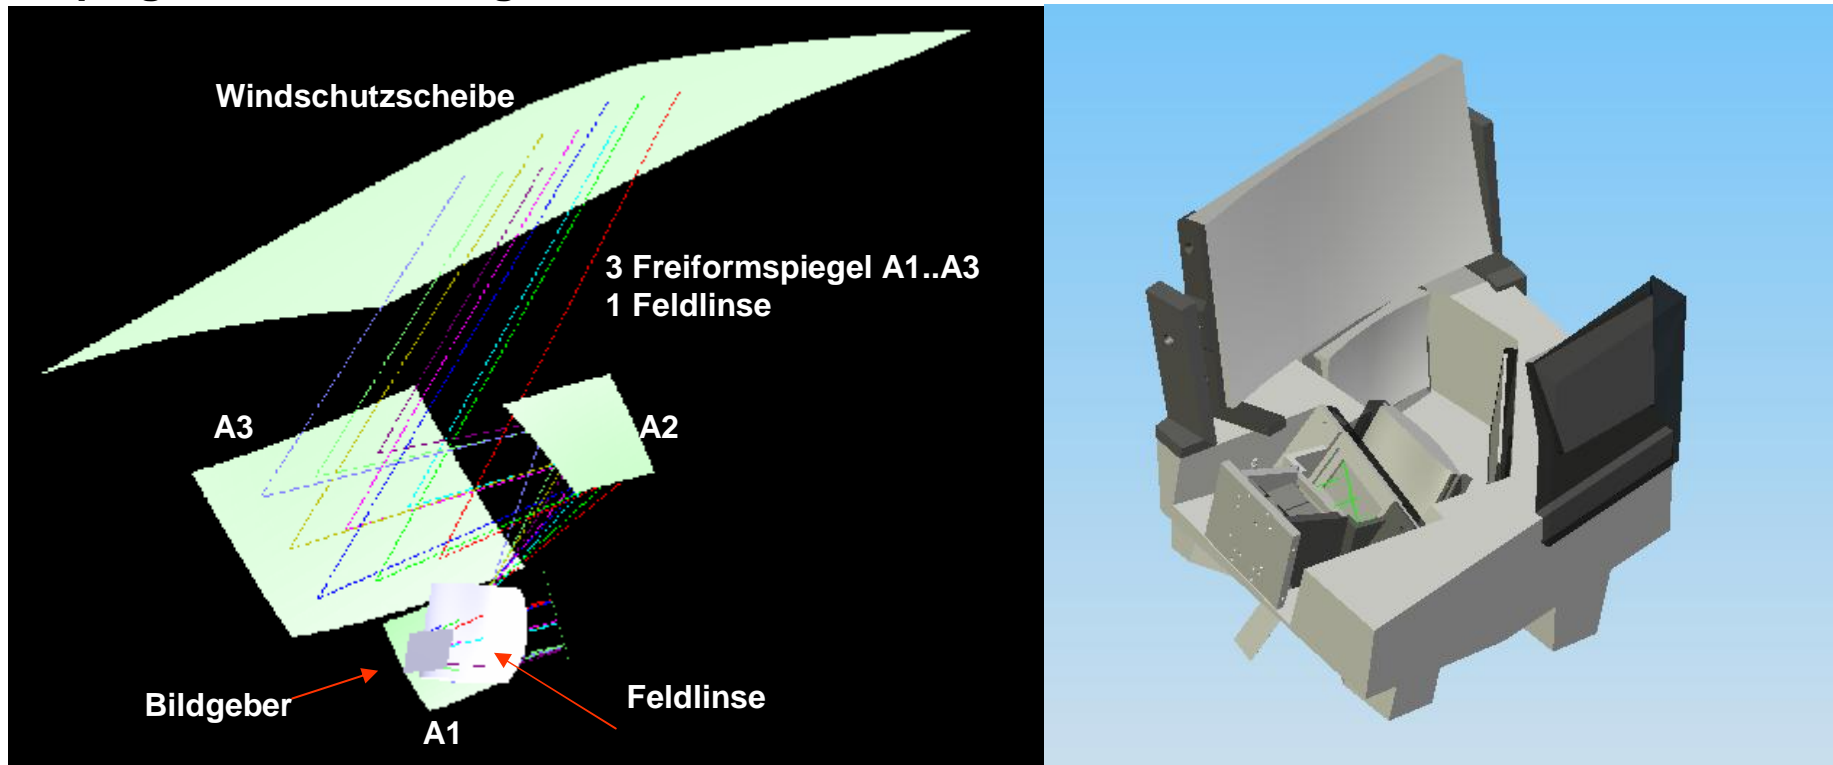 Windschutzscheibe
3 Freiformspiegel A1..A3
1 Feldlinse
A3
A2
Bildgeber
Feldlinse
A1